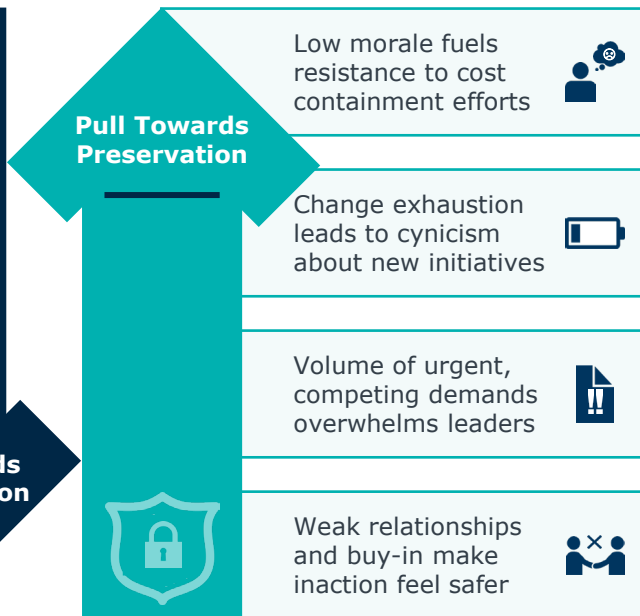 Pull Towards
Preservation
Low morale fuels
resistance to cost
containment efforts
Change exhaustion
leads to cynicism
about new initiatives
Volume of urgent,
competing demands
overwhelms leaders
Weak relationships
and buy-in make
inaction feel safer